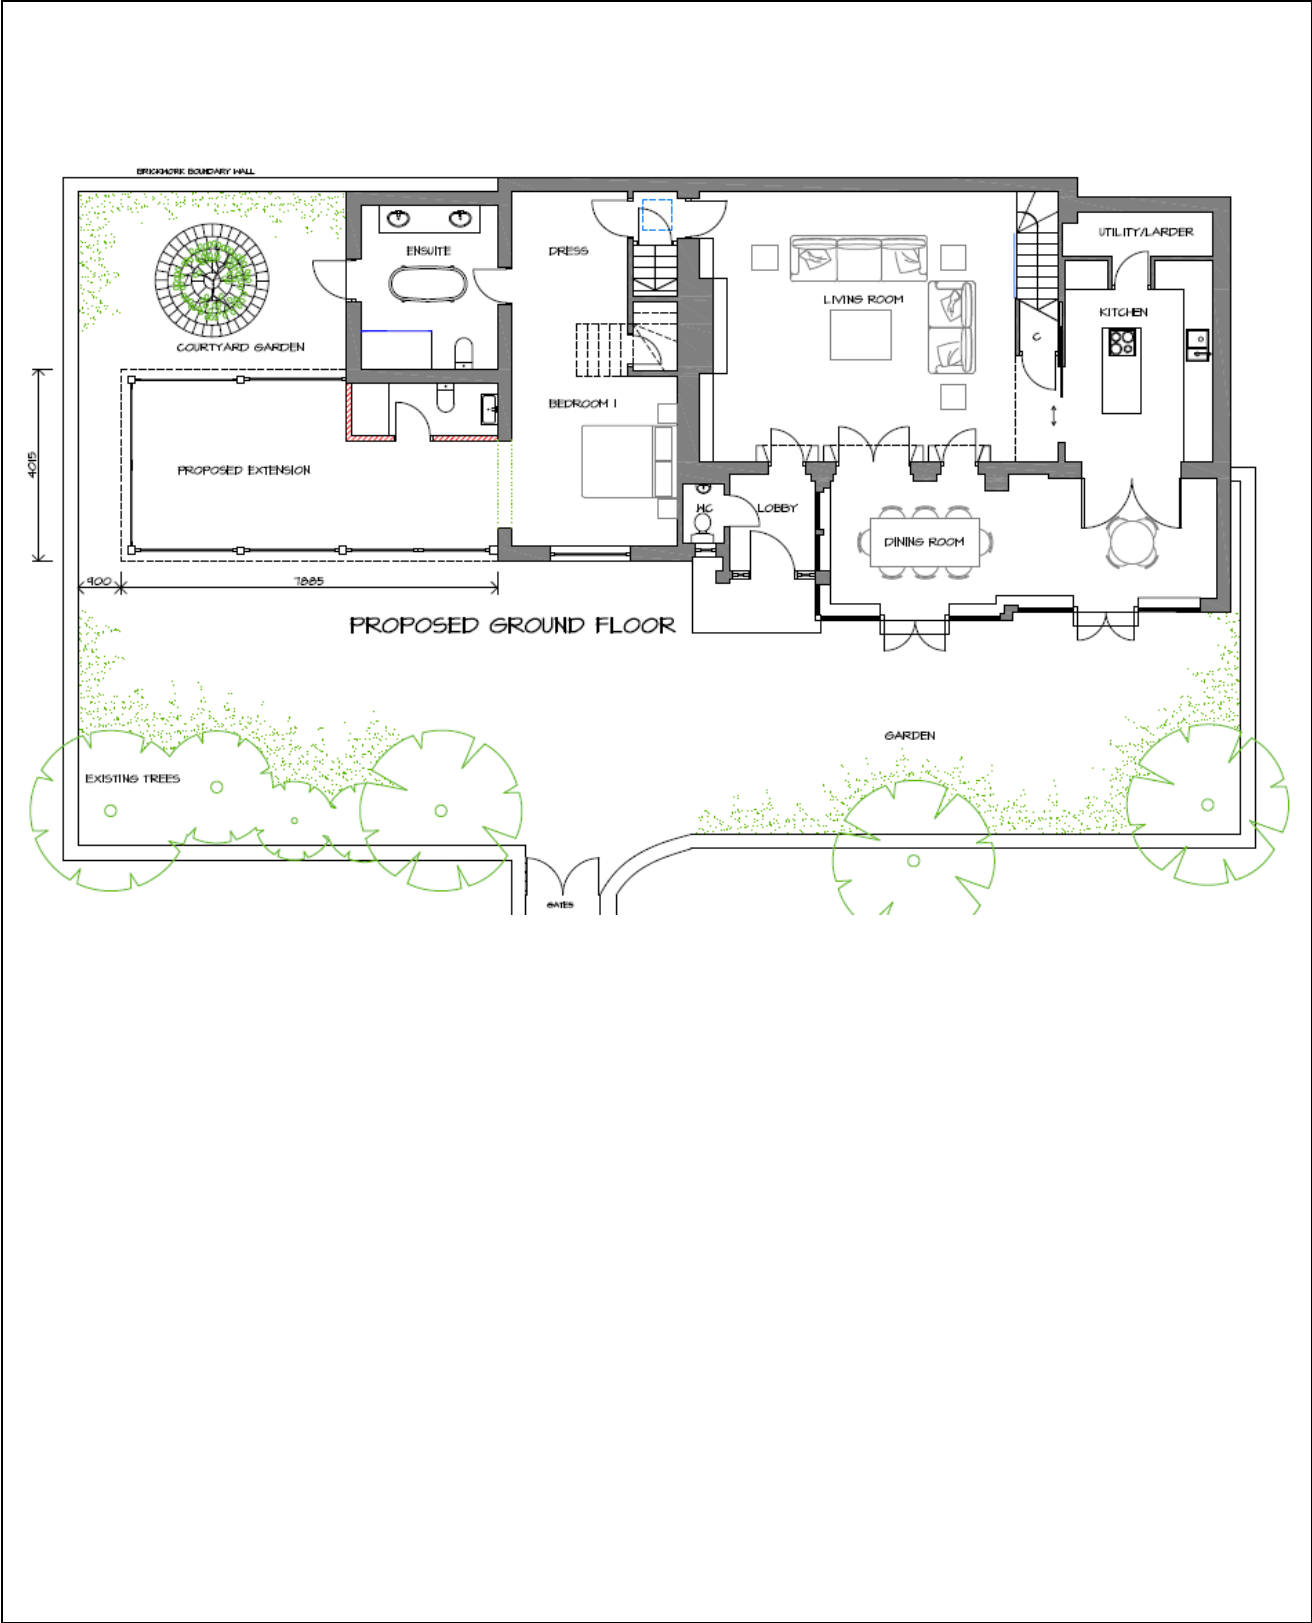 BRICKWORK BOUNDARY WALL
UTILITY/LARDER
ENSUITE
DRESS
LIVING ROOM
KITCHEN
C
COURTYARD GARDEN
BEDROOM 1
4015
PROPOSED EXTENSION
WC
LOBBY
DINING ROOM
900
7885
PROPOSED GROUND FLOOR
GARDEN
EXISTING TREES
GATES